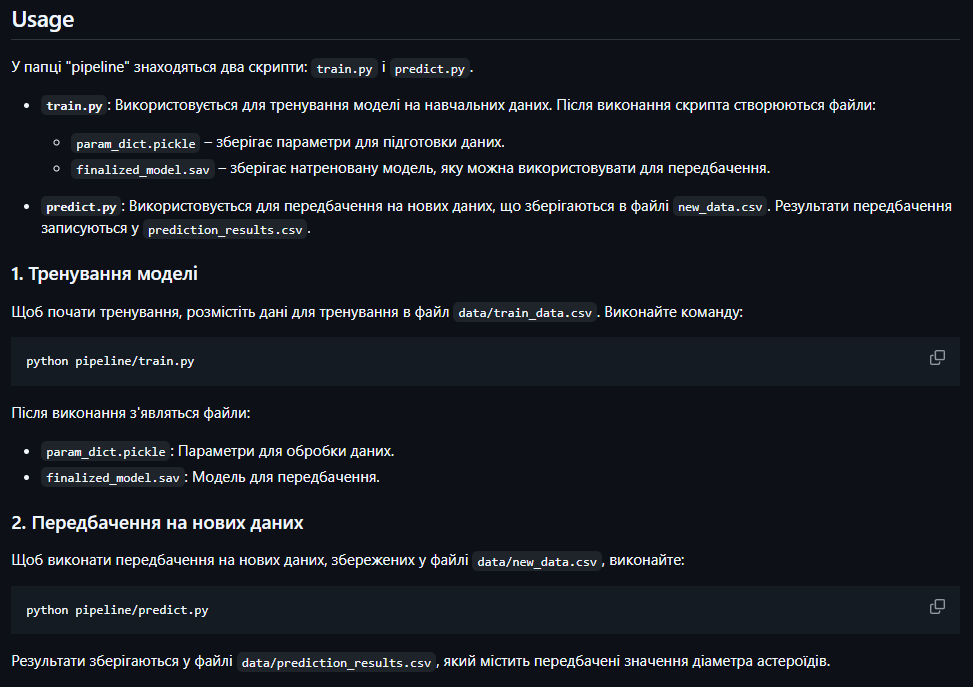 Usage
У папці "pipeline" знаходяться два скрипти: train.py і predict.py.
train.py: Використовується для тренування моделі на навчальних даних. Після виконання скрипта створюються файли:
param_dict.pickle – зберігає параметри для підготовки даних.
finalized_model.sav – зберігає натреновану модель, яку можна використовувати для передбачення.
predict.py: Використовується для передбачення на нових даних, що зберігаються в файлі new_data.csv. Результати передбачення
записуються у prediction_results.csv.
1. Тренування моделі
Щоб почати тренування, розмістіть дані для тренування в файл data/train_data.csv. Виконайте команду:
python pipeline/train.py
Після виконання з'являться файли:
param_dict.pickle: Параметри для обробки даних.
finalized_model.sav: Модель для передбачення.
2. Передбачення на нових даних
Щоб виконати передбачення на нових даних, збережених у файлі data/new_data.csv, виконайте:
python pipeline/predict.py
Результати зберігаються у файлі data/prediction_results.csv, який містить передбачені значення діаметра астероїдів.